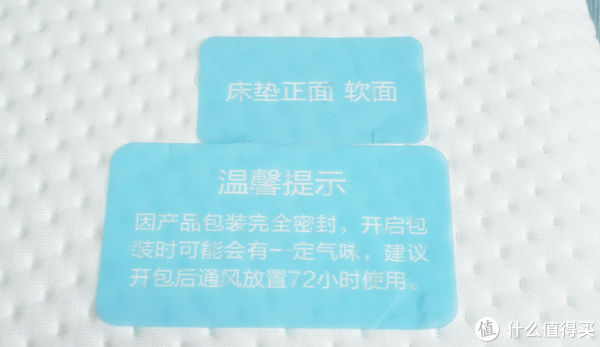 床垫正面 软面
温馨提示
因产品包装完全密封，开启包
装时可能会有一定气味，建议
开包后通风放置72小时使用。
值 什么值得买